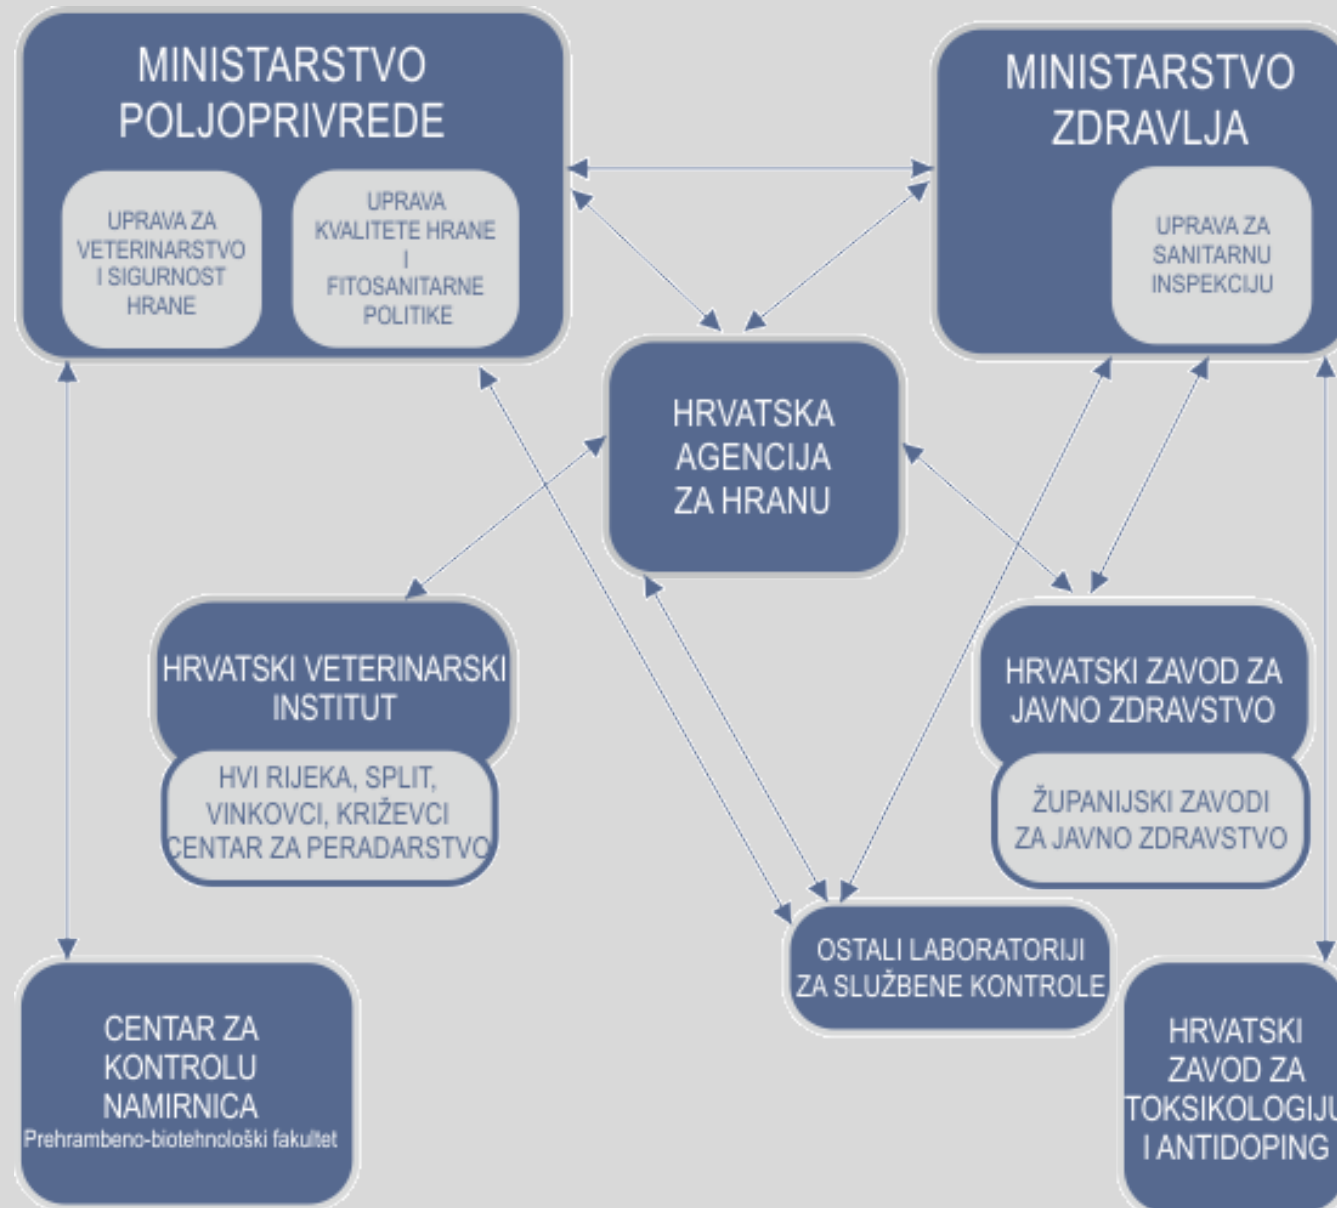 MINISTARSTVO
POLJOPRIVREDE
UPRAVA ZA
VETERINARSTVO
I SIGURNOST
HRANE
UPRAVA
KVALITETE HRANE
I
FITOSANITARNE
POLITIKE
MINISTARSTVO
ZDRAVLJA
UPRAVA ZA
SANITARNU
INSPEKCIJU
HRVATSKA
AGENCIJA
ZA HRANU
HRVATSKI VETERINARSKI
INSTITUT
HVI RIJEKA, SPLIT,
VINKOVCI, KRIŽEVCI
CENTAR ZA PERADARSTVO
HRVATSKI ZAVOD ZA
JAVNO ZDRAVSTVO
ŽUPANIJSKI ZAVODI
ZA JAVNO ZDRAVSTVO
OSTALI LABORATORIJI
ZA SLUŽBENE KONTROLE
CENTAR ZA
KONTROLU
NAMIRNICA
Prehrambeno-biotehnološki fakultet
HRVATSKI
ZAVOD ZA
TOKSIKOLOGIJU
I ANTIDOPING